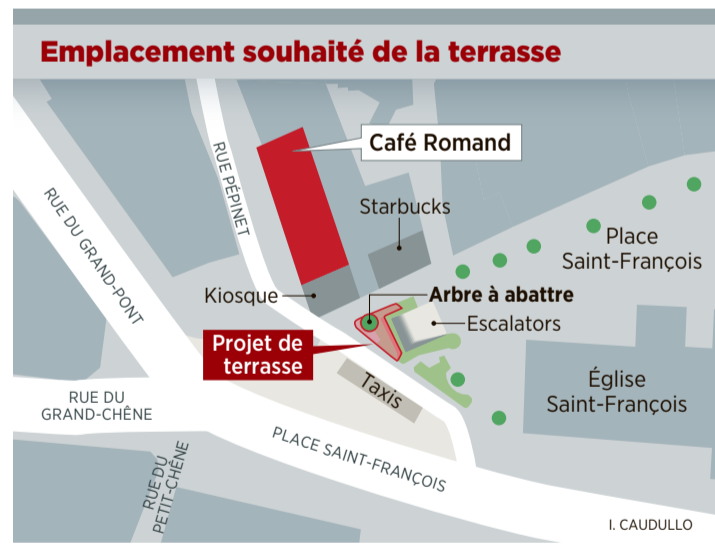 Emplacement souhaité de la terrasse
Café Romand
RUE PÉPINET
Starbucks
RUE DU GRAND-PONT
Place
Saint-François
Kiosque
Arbre à abattre
Escalators
Projet de
terrasse
Taxis
Église
Saint-François
RUE DU
GRAND-CHÊNE
PLACE SAINT-FRANÇOIS
RUE DU
PETIT-CHÊNE
I. CAUDULLO